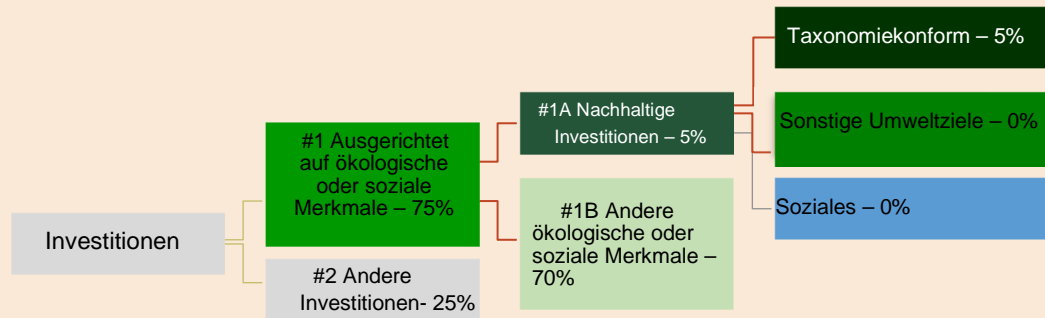 Investitionen
#1 Ausgerichtet
auf ökologische
oder soziale
Merkmale – 75%
#2 Andere
Investitionen- 25%
#1A Nachhaltige
Investitionen – 5%
#1B Andere
ökologische oder
soziale Merkmale –
70%
Taxonomiekonform – 5%
Sonstige Umweltziele – 0%
Soziales – 0%